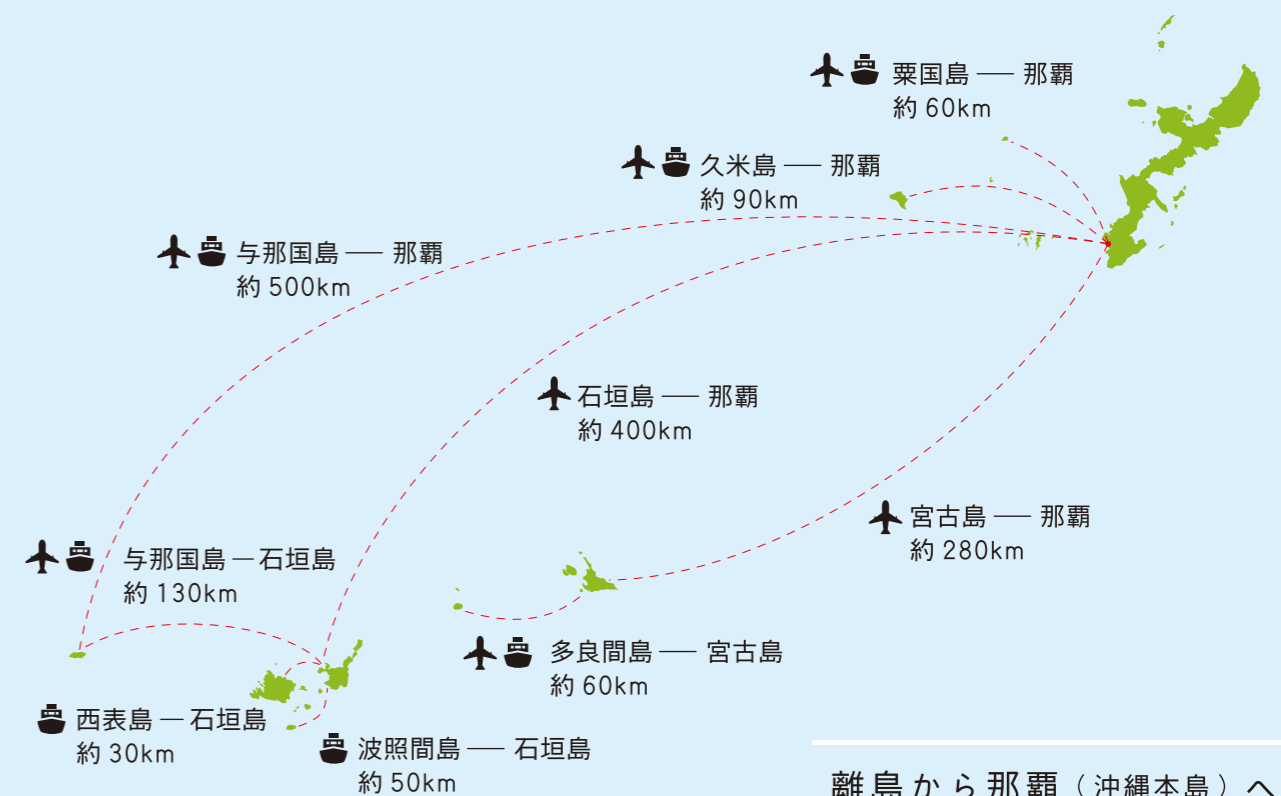 粟国島 ── 那覇
約 60km
久米島 ── 那覇
約 90km
与那国島 ── 那覇
約 500km
石垣島 ── 那覇
約 400km
宮古島 ── 那覇
約 280km
与那国島 ─ 石垣島
約 130km
多良間島 ── 宮古島
約 60km
西表島 ─ 石垣島
約 30km
波照間島 ── 石垣島
約 50km
離島から那覇（沖縄本島）へ